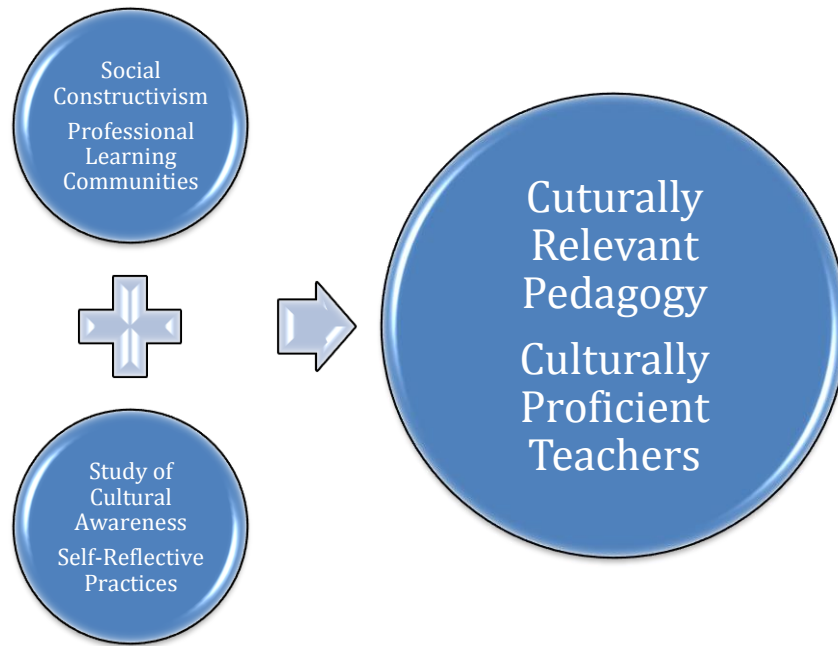 Social
Constructivism
Professional
Learning
Communities
Study of
Cultural
Awareness
Self-Reflective
Practices
Cuturally
Relevant
Pedagogy
Culturally
Proficient
Teachers